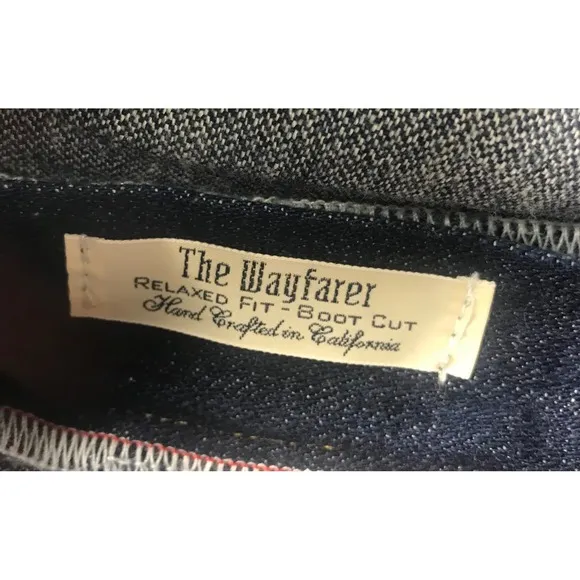 The Wayfarer
RELAXED FIT - BOOT CUT
Hand Crafted in California